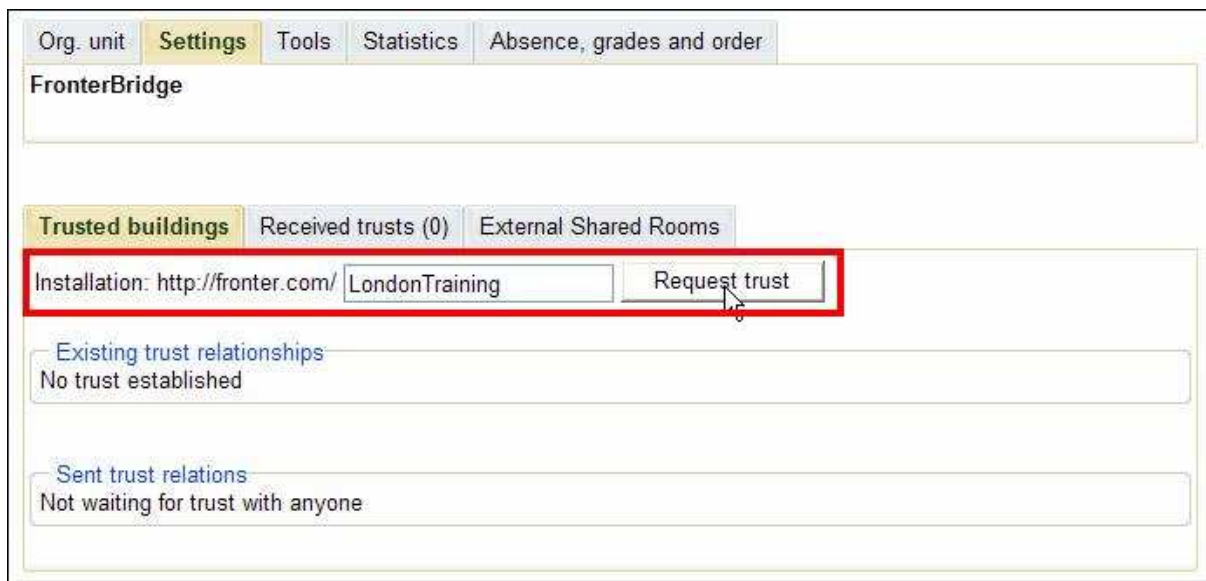 Org. unit Settings Tools Statistics Absence, grades and order
FronterBridge
Trusted buildings Received trusts (0) External Shared Rooms
Installation: http://fronter.com/ LondonTraining Request trust
Existing trust relationships
No trust established
Sent trust relations
Not waiting for trust with anyone